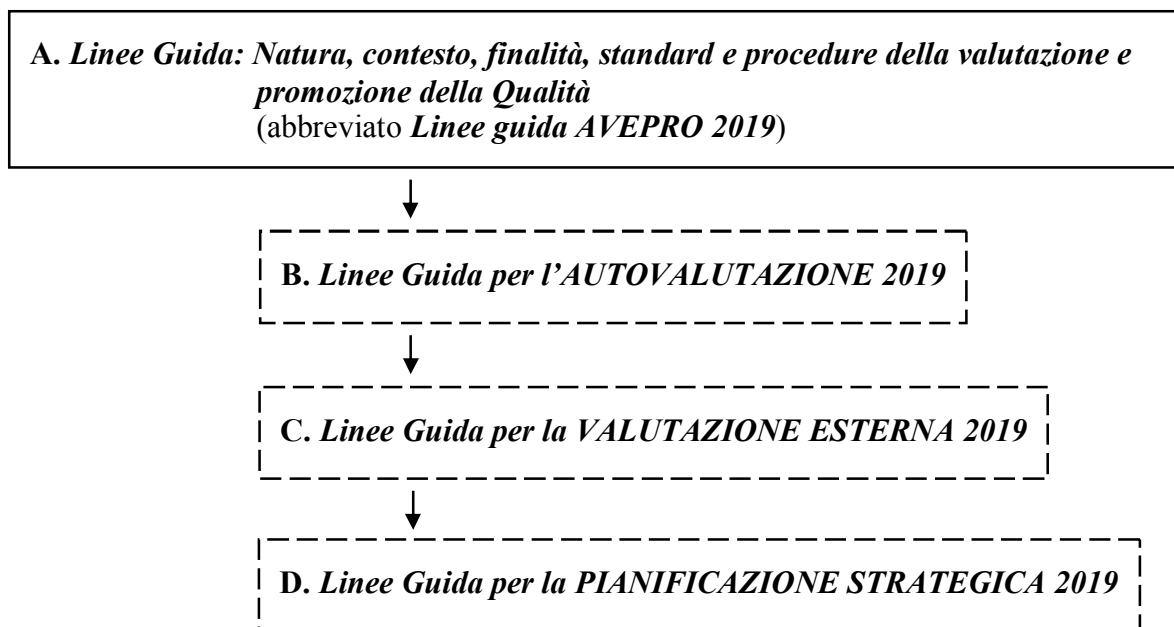 A. Linee Guida: Natura, contesto, finalità, standard e procedure della valutazione e
promozione della Qualità
(abbreviato Linee guida AVEPRO 2019)
B. Linee Guida per l’AUTOVALUTAZIONE 2019
C. Linee Guida per la VALUTAZIONE ESTERNA 2019
D. Linee Guida per la PIANIFICAZIONE STRATEGICA 2019